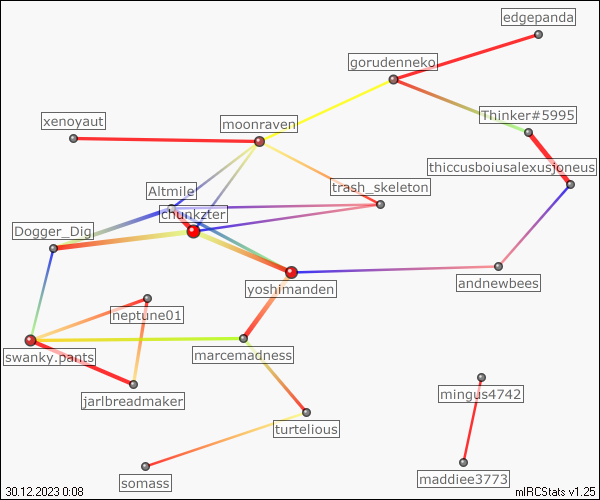 edgepanda
gorudenneko
Thinker#5995
xenoyaut
moonraven
thiccusboiusalexusjoneus
Altmile
trash_skeleton
chunkzter
Dogger_Dig
yoshimanden
andnewbees
neptune01
swanky.pants
marcemadness
jarlbreadmaker
mingus4742
turtelious
somass
maddiee3773
30.12.2023 0:08
mIRCStats v1.25